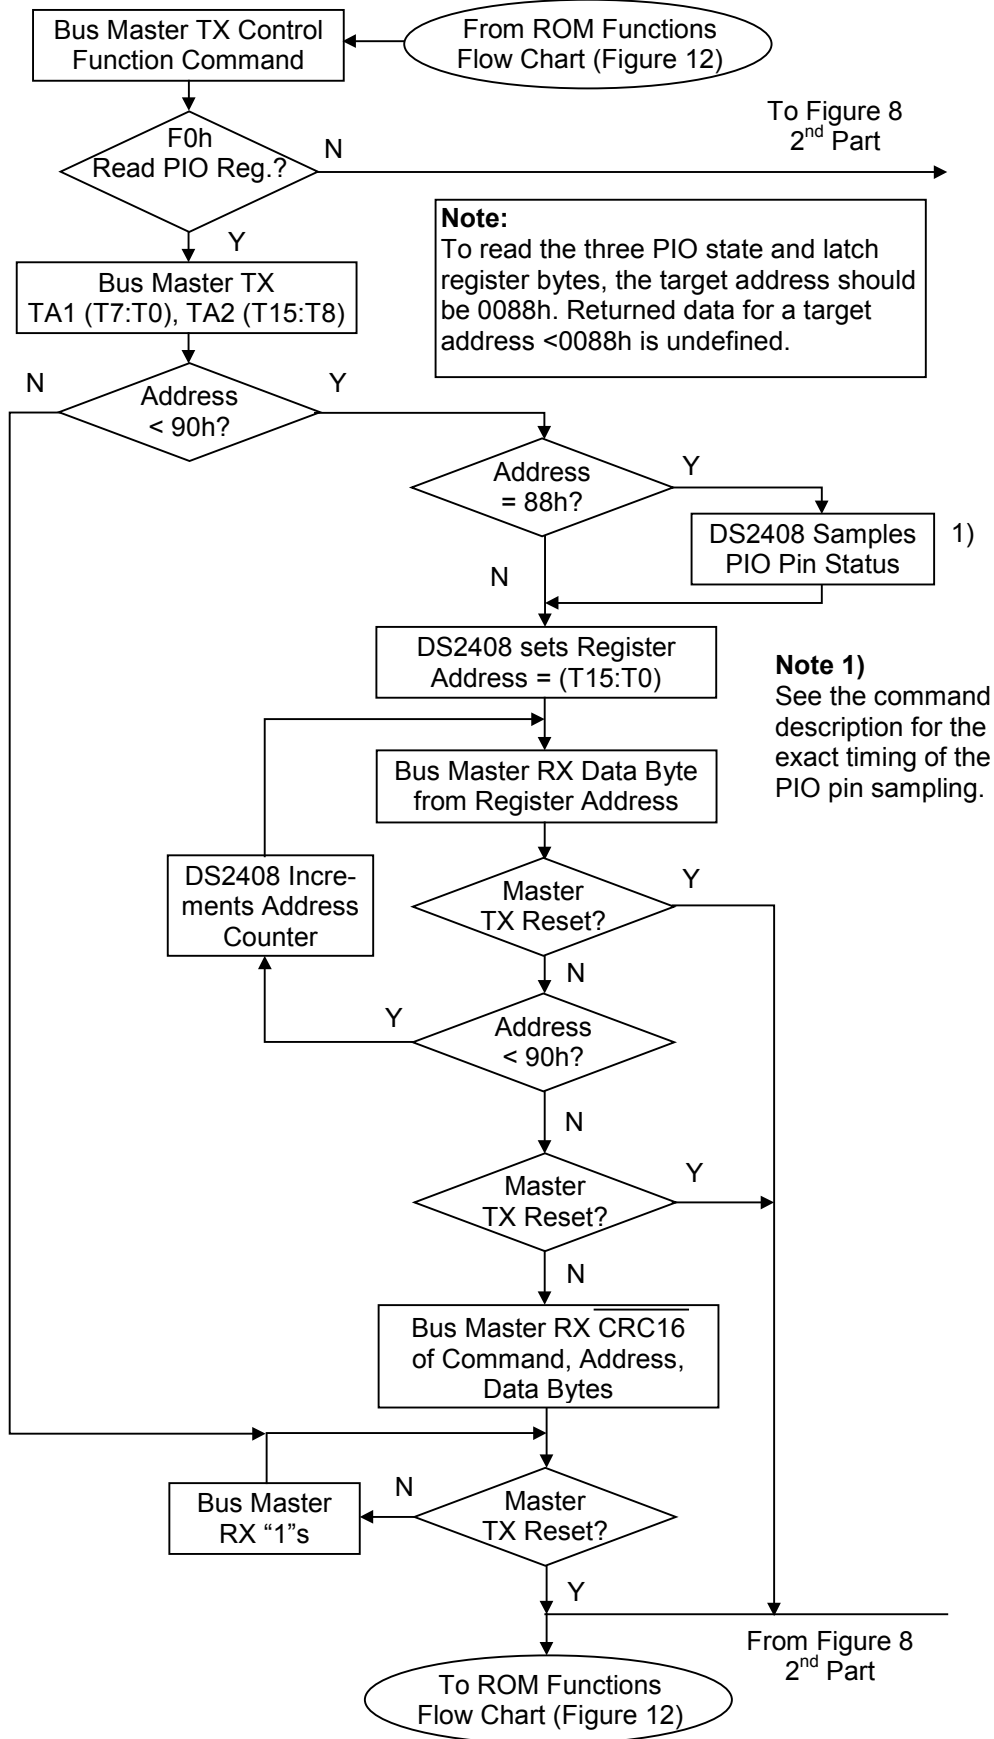 Bus Master TX Control
Function Command
From ROM Functions
Flow Chart (Figure 12)
To Figure 8
2nd Part
F0h
Read PIO Reg.?
N
Y
Note:
To read the three PIO state and latch
register bytes, the target address should
be 0088h. Returned data for a target
address <0088h is undefined.
Bus Master TX
TA1 (T7:T0), TA2 (T15:T8)
N
Y
Address
< 90h?
Address
= 88h?
Y
N
DS2408 Samples
PIO Pin Status
1)
DS2408 sets Register
Address = (T15:T0)
Note 1)
See the command
description for the
exact timing of the
PIO pin sampling.
Bus Master RX Data Byte
from Register Address
DS2408 Incre-
ments Address
Counter
Master
TX Reset?
Y
N
Address
< 90h?
Y
N
Master
TX Reset?
Y
N
Bus Master RX CRC16
of Command, Address,
Data Bytes
Master
TX Reset?
N
Bus Master
RX “1”s
Y
From Figure 8
2nd Part
To ROM Functions
Flow Chart (Figure 12)